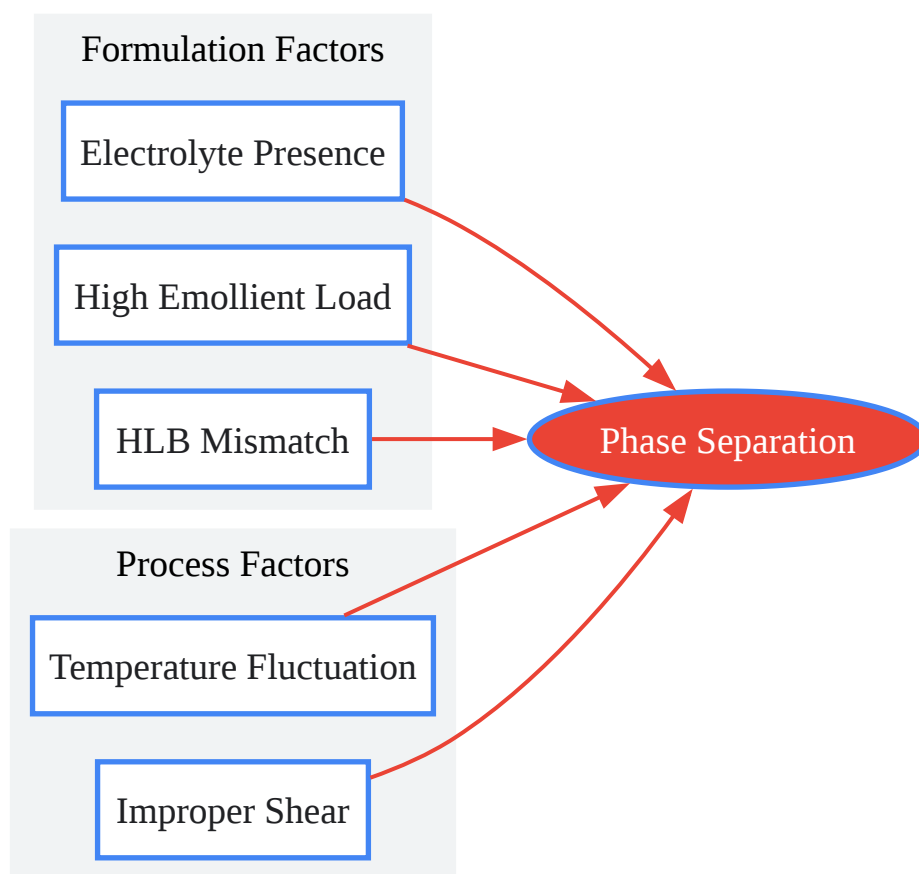 Formulation Factors
Electrolyte Presence
High Emollient Load
HLB Mismatch
Phase Separation
Process Factors
Temperature Fluctuation
Improper Shear